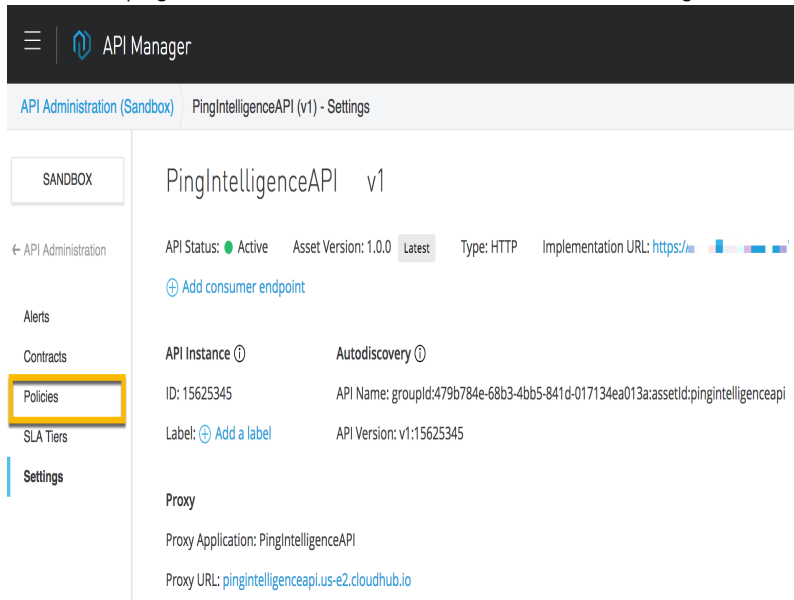 API Manager
API Administration (Sandbox) PingIntelligenceAPI (v1) - Settings
SANDBOX
PingIntelligenceAPI v1
← API Administration
API Status: Active Asset Version: 1.0.0 Latest Type: HTTP Implementation URL: https://
Add consumer endpoint
Alerts
Contracts
API Instance Autodiscovery
Policies
ID: 15625345 API Name: groupId:479b784e-68b3-4bb5-841d-017134ea013a:assetId:pingintelligenceapi
SLA Tiers
Label: Add a label API Version: v1:15625345
Settings
Proxy
Proxy Application: PingIntelligenceAPI
Proxy URL: pingintelligenceapi.us-e2.cloudhub.io